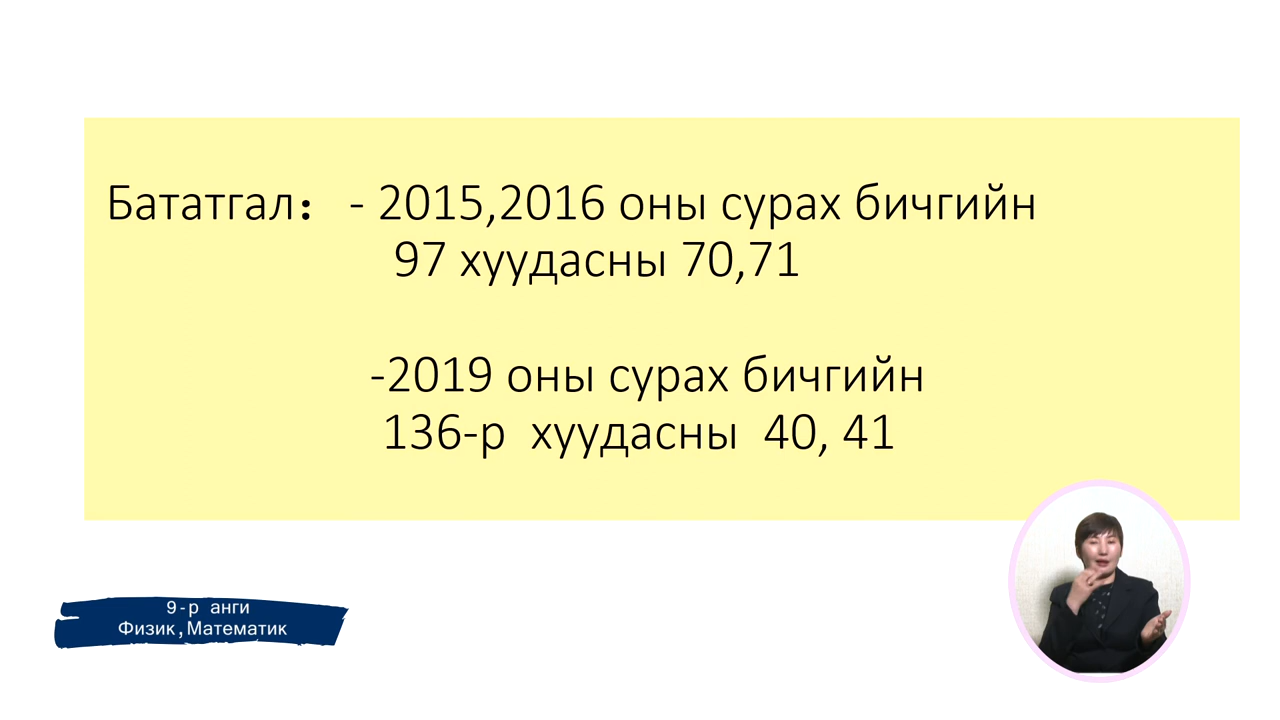 Бататгал: - 2015,2016 оны сурах бичгийн
97 хуудасны 70,71
-2019 оны сурах бичгийн
136-р хуудасны 40, 41
9-р анги
Физик,Математик